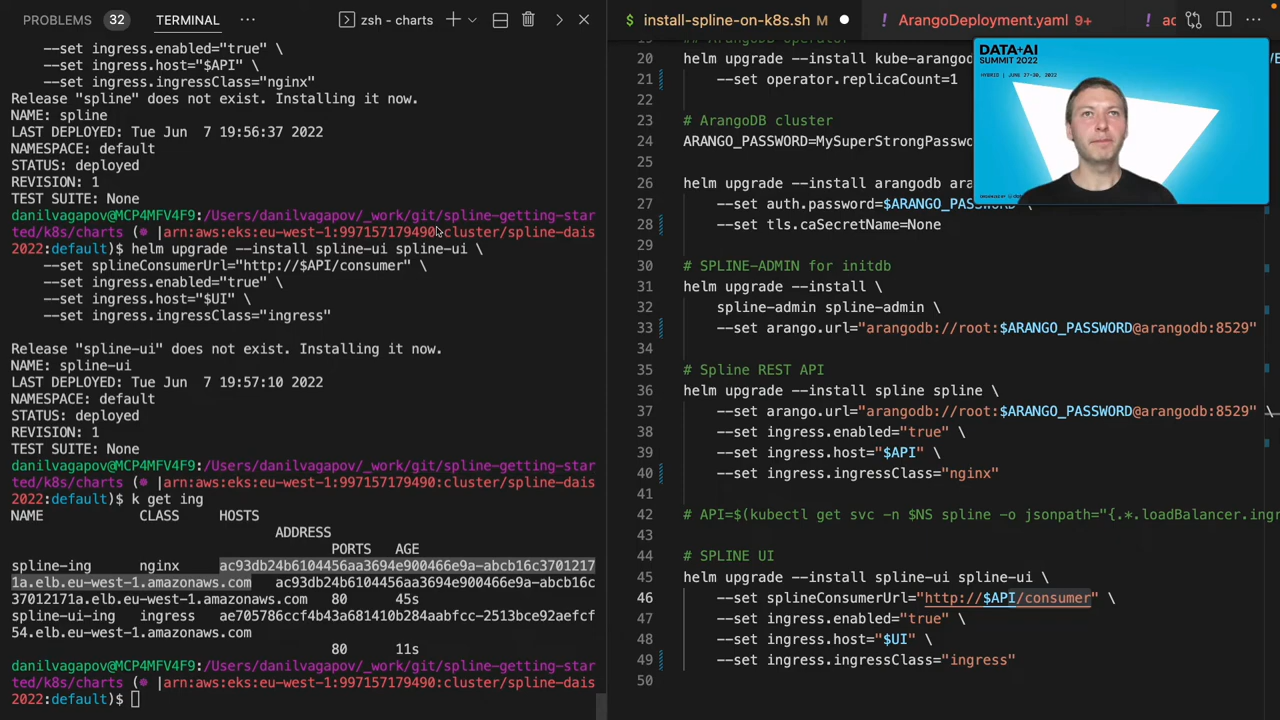 PROBLEMS 32 TERMINAL zsh - charts
--set ingress.enabled="true" \
--set ingress.host="$API" \
--set ingress.ingressClass="nginx"
Release "spline" does not exist. Installing it now.
NAME: spline
LAST DEPLOYED: Tue Jun  7 19:56:37 2022
NAMESPACE: default
STATUS: deployed
REVISION: 1
TEST SUITE: None
danilvagapov@MCP4MFV4F9:/Users/danilvagapov/_work/git/spline-getting-star
ted/k8s/charts (⎈ |arn:aws:eks:eu-west-1:997157179490:cluster/spline-dais
2022:default)$ helm upgrade --install spline-ui spline-ui \
--set splineConsumerUrl="http://$API/consumer" \
--set ingress.enabled="true" \
--set ingress.host="$UI" \
--set ingress.ingressClass="ingress"
Release "spline-ui" does not exist. Installing it now.
NAME: spline-ui
LAST DEPLOYED: Tue Jun  7 19:57:10 2022
NAMESPACE: default
STATUS: deployed
REVISION: 1
TEST SUITE: None
danilvagapov@MCP4MFV4F9:/Users/danilvagapov/_work/git/spline-getting-star
ted/k8s/charts (⎈ |arn:aws:eks:eu-west-1:997157179490:cluster/spline-dais
2022:default)$ k get ing
NAME CLASS HOSTS
ADDRESS
PORTS AGE
spline-ing nginx ac93db24b6104456aa3694e900466e9a-abcb16c3701217
1a.elb.eu-west-1.amazonaws.com ac93db24b6104456aa3694e900466e9a-abcb16c
37012171a.elb.eu-west-1.amazonaws.com 80 45s
spline-ui-ing ingress ae705786ccf4b43a681410b284aabfcc-2513bce92aefcf
54.elb.eu-west-1.amazonaws.com
80 11s
danilvagapov@MCP4MFV4F9:/Users/danilvagapov/_work/git/spline-getting-star
ted/k8s/charts (⎈ |arn:aws:eks:eu-west-1:997157179490:cluster/spline-dais
2022:default)$
install-spline-on-k8s.sh M ArangoDeployment.yaml 9+ ac
19 ## ArangoDB operator
20 helm upgrade --install kube-arango
21 --set operator.replicaCount=1
22
23 # ArangoDB cluster
24 ARANGO_PASSWORD=MySuperStrongPasswo
25
26 helm upgrade --install arangodb ara
27 --set auth.password=$ARANGO_PASSWORD \
28 --set tls.caSecretName=None
29
30 # SPLINE-ADMIN for initdb
31 helm upgrade --install \
32 spline-admin spline-admin \
33 --set arango.url="arangodb://root:$ARANGO_PASSWORD@arangodb:8529"
34
35 # Spline REST API
36 helm upgrade --install spline spline \
37 --set arango.url="arangodb://root:$ARANGO_PASSWORD@arangodb:8529" \
38 --set ingress.enabled="true" \
39 --set ingress.host="$API" \
40 --set ingress.ingressClass="nginx"
41
42 # API=$(kubectl get svc -n $NS spline -o jsonpath="{.*.loadBalancer.ingr
44 # SPLINE UI
45 helm upgrade --install spline-ui spline-ui \
46 --set splineConsumerUrl="http://$API/consumer" \
47 --set ingress.enabled="true" \
48 --set ingress.host="$UI" \
49 --set ingress.ingressClass="ingress"
50
DATA+AI
SUMMIT 2022
HYBRID | JUNE 27-30, 2022